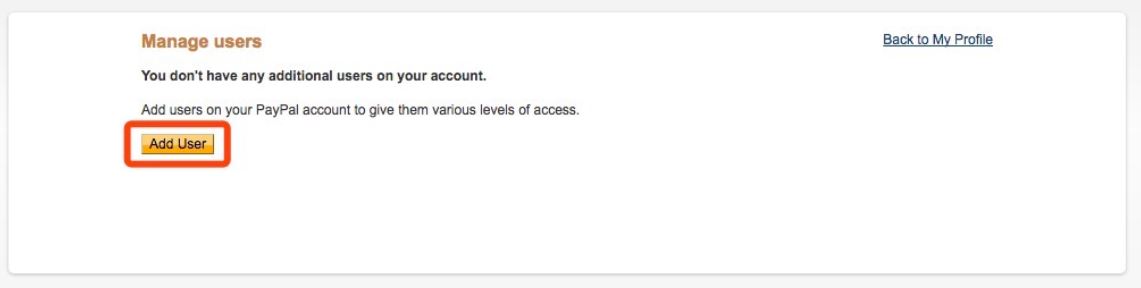 Manage users
Back to My Profile
You don't have any additional users on your account.
Add users on your PayPal account to give them various levels of access.
Add User